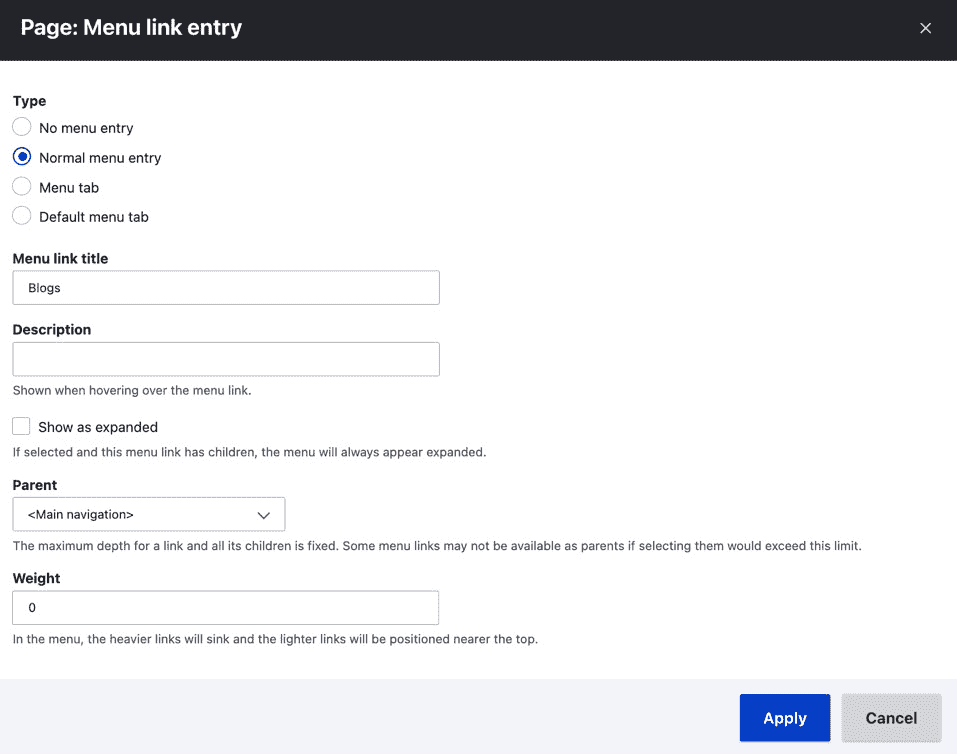 Page: Menu link entry
Type
No menu entry
Normal menu entry
Menu tab
Default menu tab
Menu link title
Blogs
Description
Shown when hovering over the menu link.
Show as expanded
If selected and this menu link has children, the menu will always appear expanded.
Parent
<Main navigation>
The maximum depth for a link and all its children is fixed. Some menu links may not be available as parents if selecting them would exceed this limit.
Weight
0
In the menu, the heavier links will sink and the lighter links will be positioned nearer the top.
Apply
Cancel